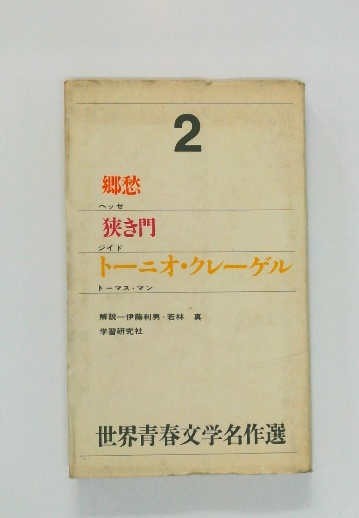 2
郷愁
ヘッセ
狭き門
ジイド
トーニオ・クレーゲル
トーマス・マン
解説―伊藤利男・若林 真
学習研究社
世界青春文学名作選